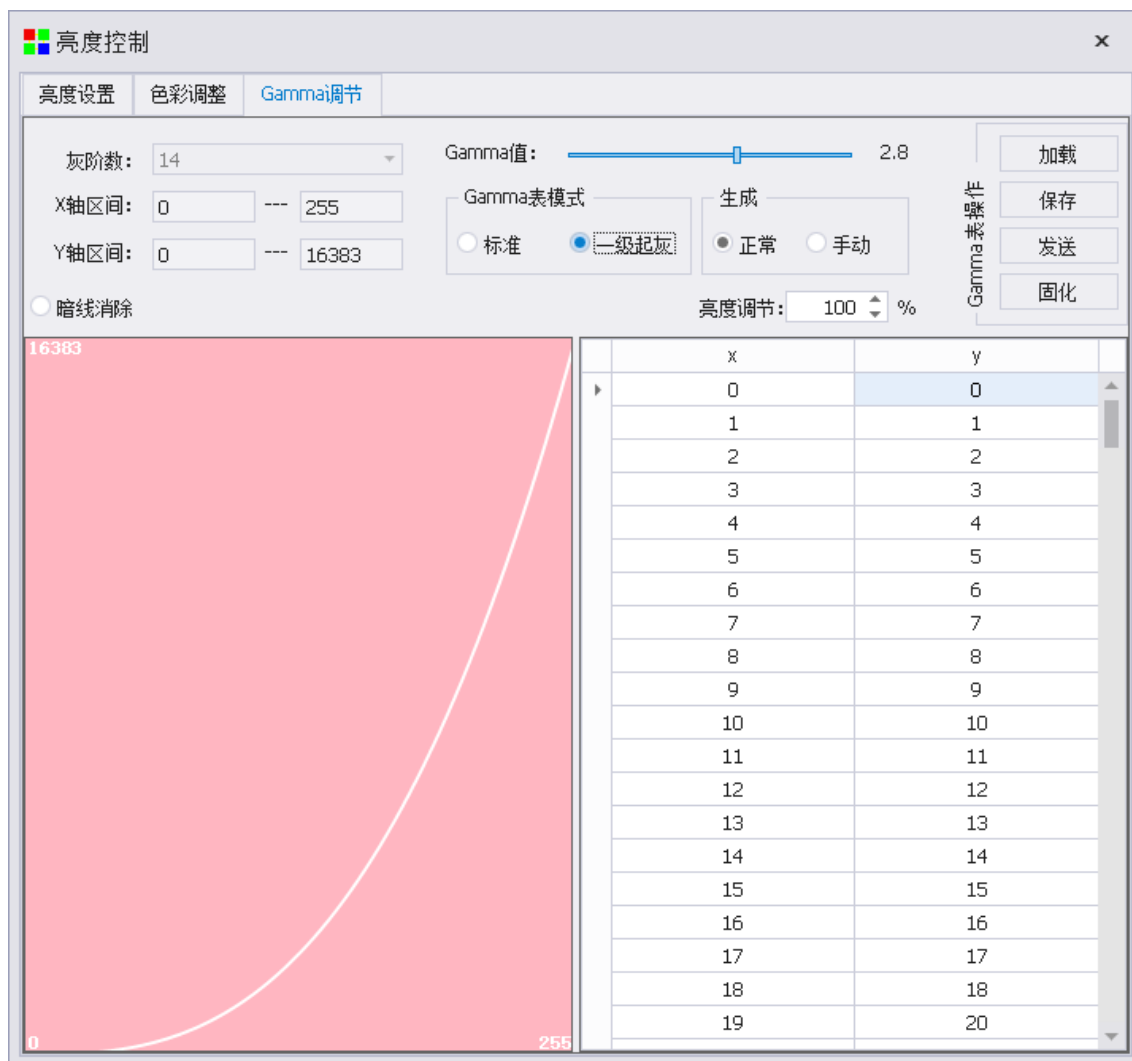 亮度控制
亮度设置 色彩调整 Gamma调节
灰阶数: 14
X轴区间: 0 --- 255
Y轴区间: 0 --- 16383
暗线消除
Gamma值: 2.8
Gamma表模式
标准 一级起灰
生成
正常 手动
亮度调节: 100 %
Gamma表操作
加载
保存
发送
固化
16383
0 255
x y
0 0
1 1
2 2
3 3
4 4
5 5
6 6
7 7
8 8
9 9
10 10
11 11
12 12
13 13
14 14
15 15
16 16
17 17
18 18
19 20